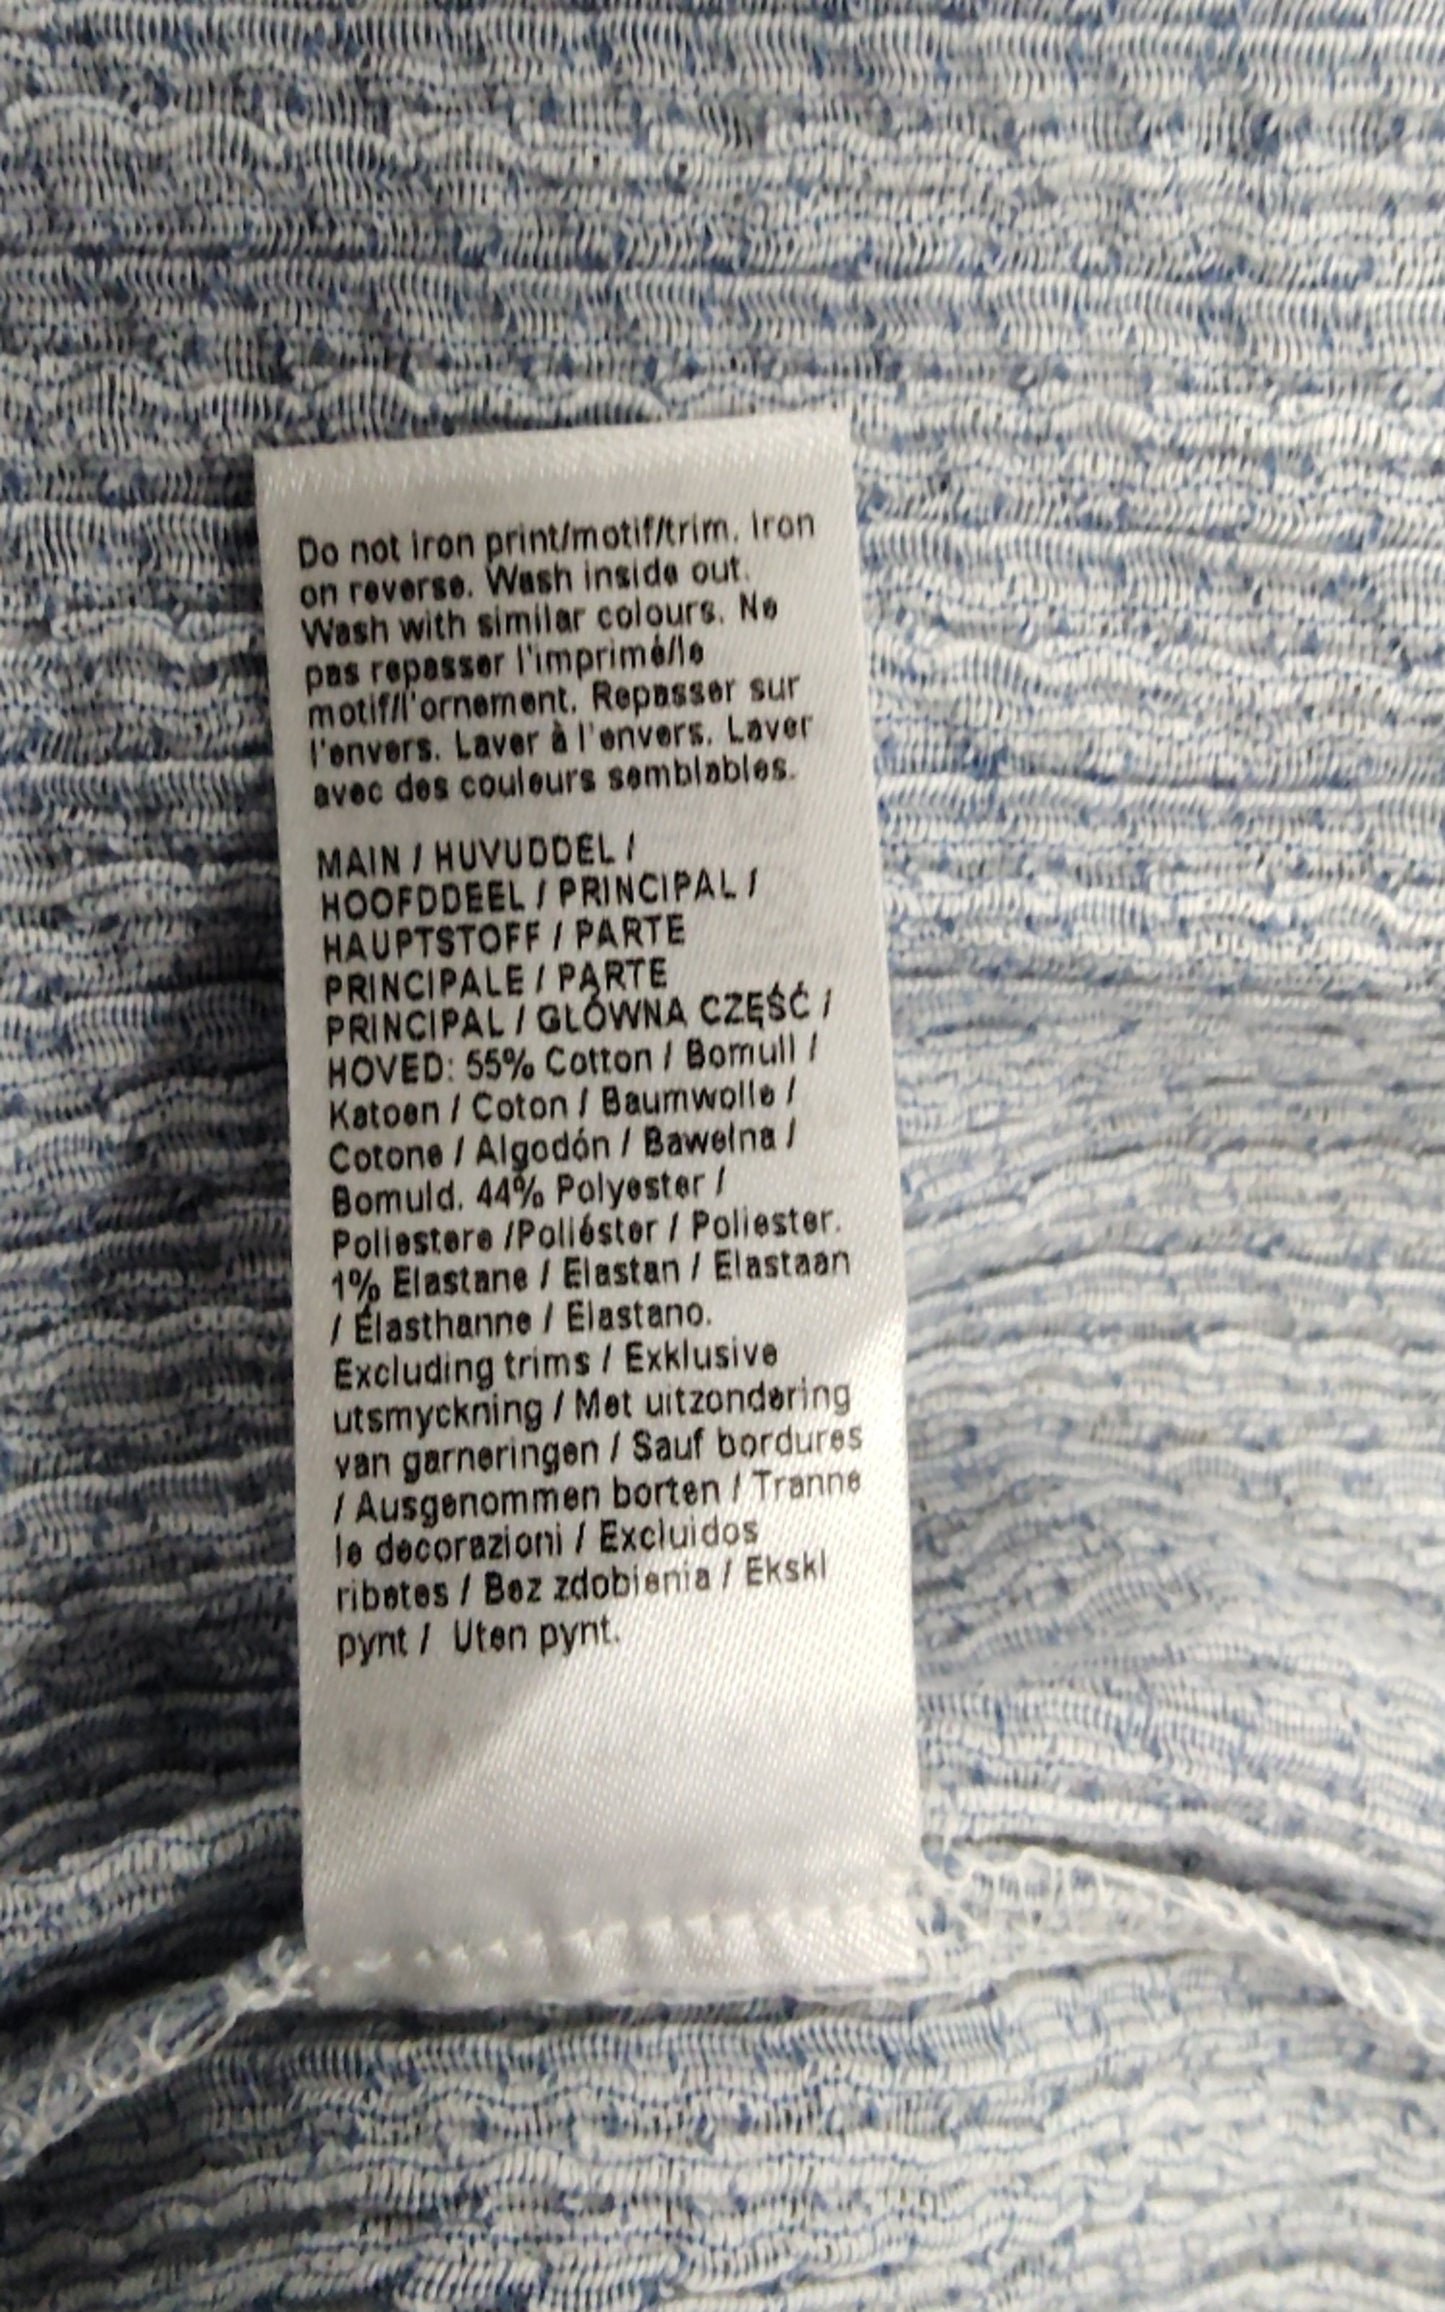 Do not iron print/motif/trim. Iron
on reverse. Wash inside out.
Wash with similar colours. Ne
pas repasser l'imprimé/le
motif/l'ornement. Repasser sur
l'envers. Laver à l'envers. Laver
avec des couleurs semblables.
MAIN / HUVUDDEL /
HOOFDDEEL / PRINCIPAL /
HAUPTSTOFF / PARTE
PRINCIPALE / PARTE
PRINCIPAL / GLÓWNA CZĘŚĆ /
HOVED: 55% Cotton / Bomull /
Katoen / Coton / Baumwolle /
Cotone / Algodón / Bawełna /
Bomuld. 44% Polyester /
Poliestere /Poliéster / Poliester.
1% Elastane / Elastan / Elastaan
/ Élasthanne / Elastano.
Excluding trims / Exklusive
utsmyckning / Met uitzondering
van garneringen / Sauf bordures
/ Ausgenommen borten / Tranne
le decorazioni / Excluidos
ribetes / Bez zdobienia / Ekskl
pynt / Uten pynt.